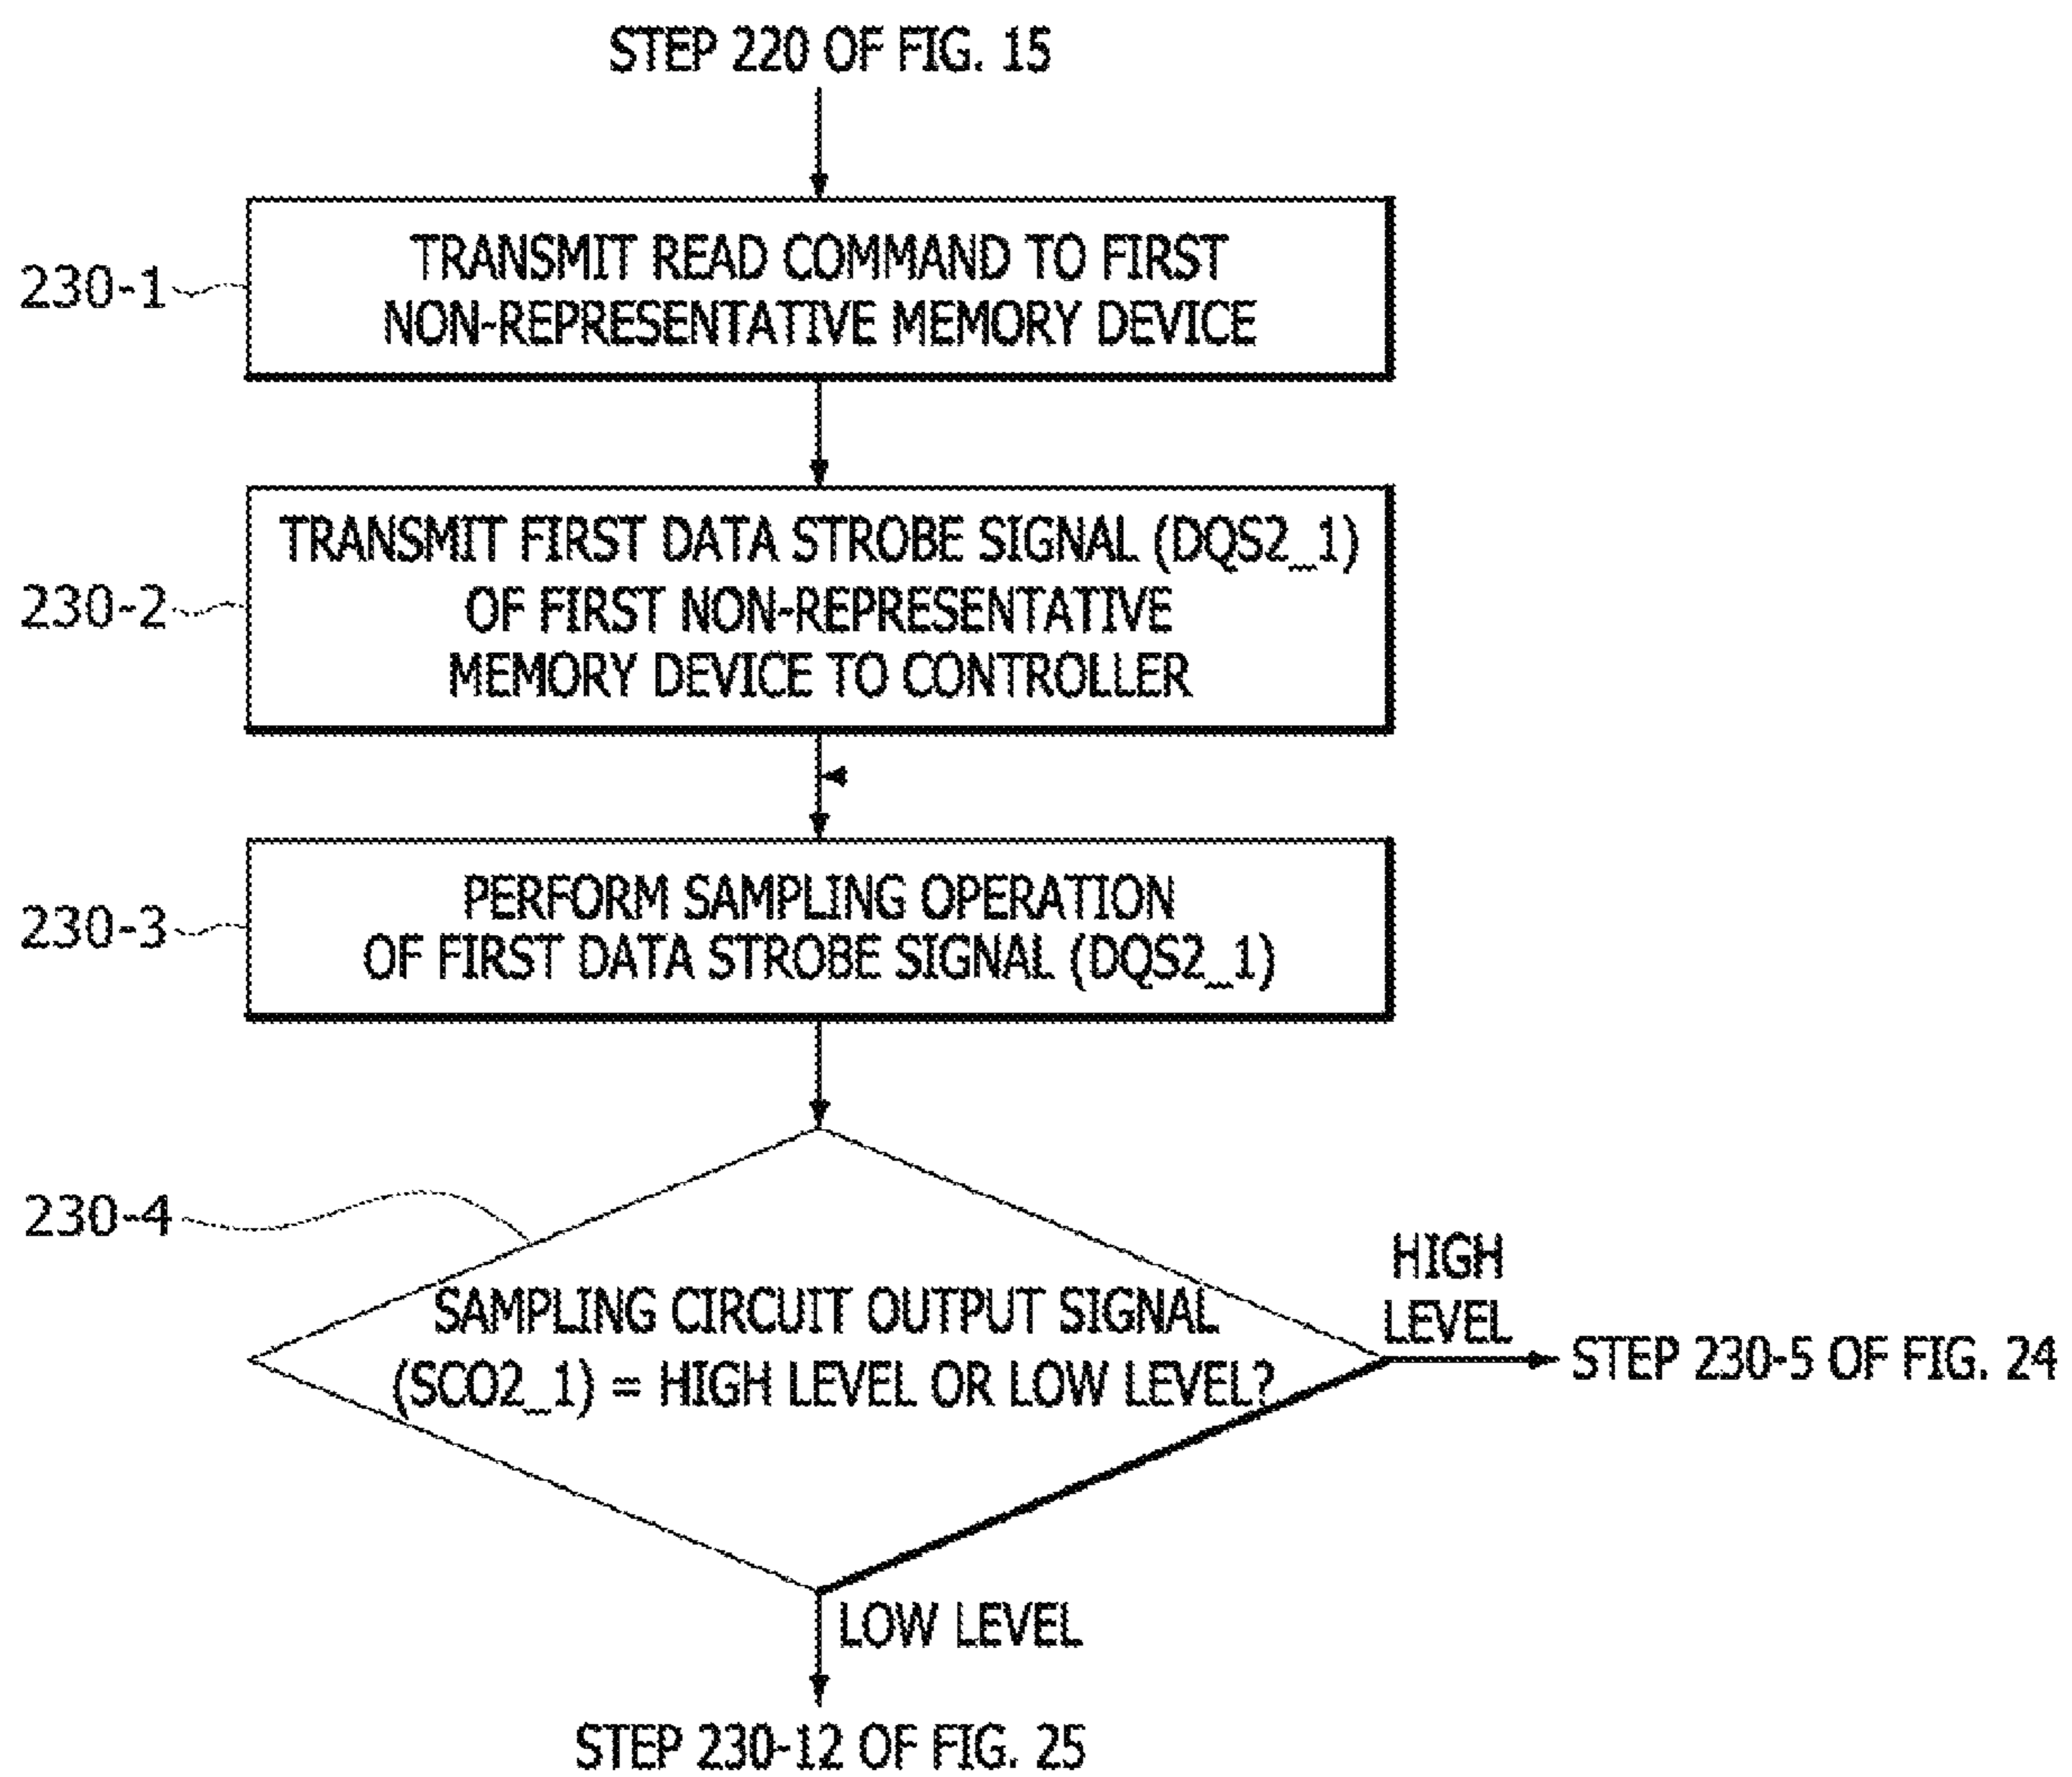 STEP 220 OF FIG. 15
230-1
TRANSMIT READ COMMAND TO FIRST
NON-REPRESENTATIVE MEMORY DEVICE
230-2
TRANSMIT FIRST DATA STROBE SIGNAL (DQS2_1)
OF FIRST NON-REPRESENTATIVE
MEMORY DEVICE TO CONTROLLER
230-3
PERFORM SAMPLING OPERATION
OF FIRST DATA STROBE SIGNAL (DQS2_1)
230-4
SAMPLING CIRCUIT OUTPUT SIGNAL
(SCO2_1) = HIGH LEVEL OR LOW LEVEL?
HIGH
LEVEL
STEP 230-5 OF FIG. 24
LOW LEVEL
STEP 230-12 OF FIG. 25